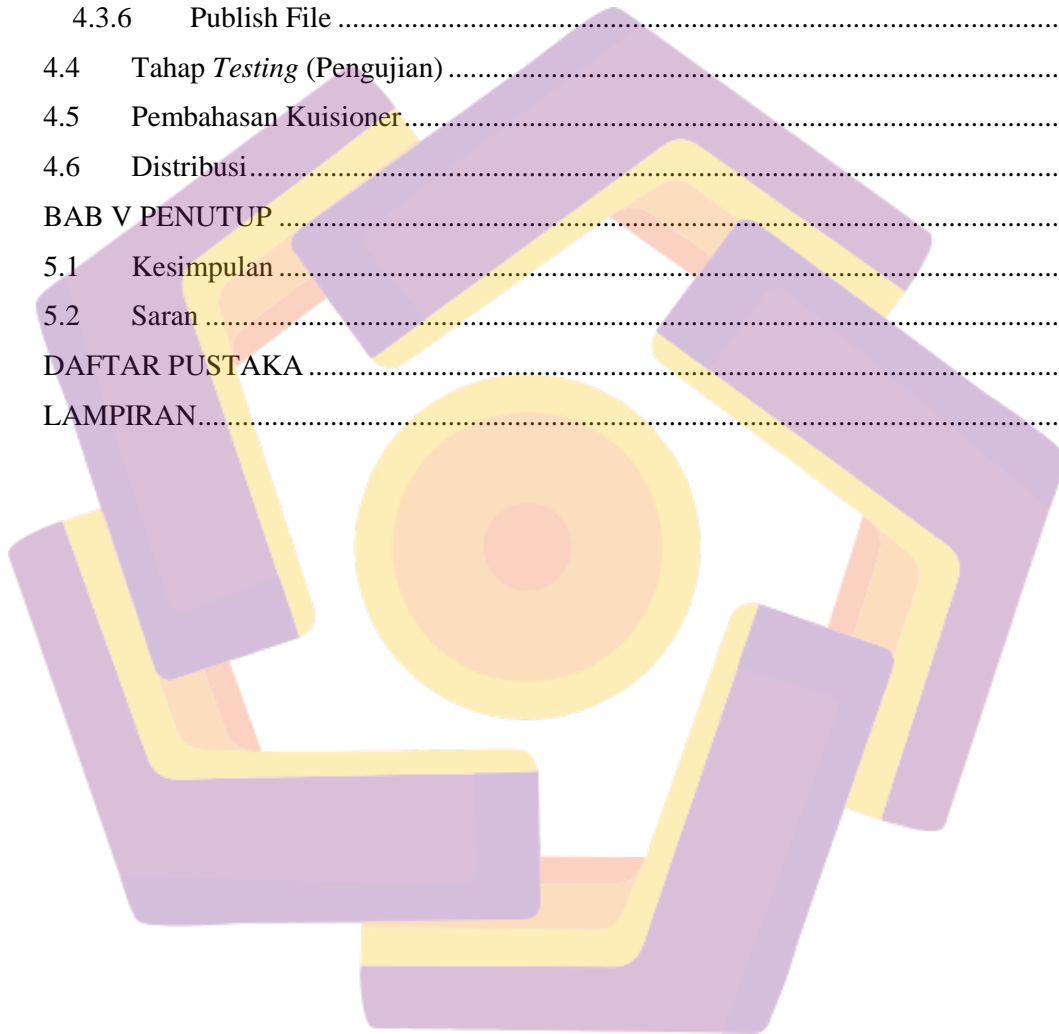 4.3.6 Publish File ....................................................................................................
4.4 Tahap Testing (Pengujian) ....................................................................................................
4.5 Pembahasan Kuisioner....................................................................................................
4.6 Distribusi....................................................................................................
BAB V PENUTUP ....................................................................................................
5.1 Kesimpulan ....................................................................................................
5.2 Saran ....................................................................................................
DAFTAR PUSTAKA ....................................................................................................
LAMPIRAN....................................................................................................